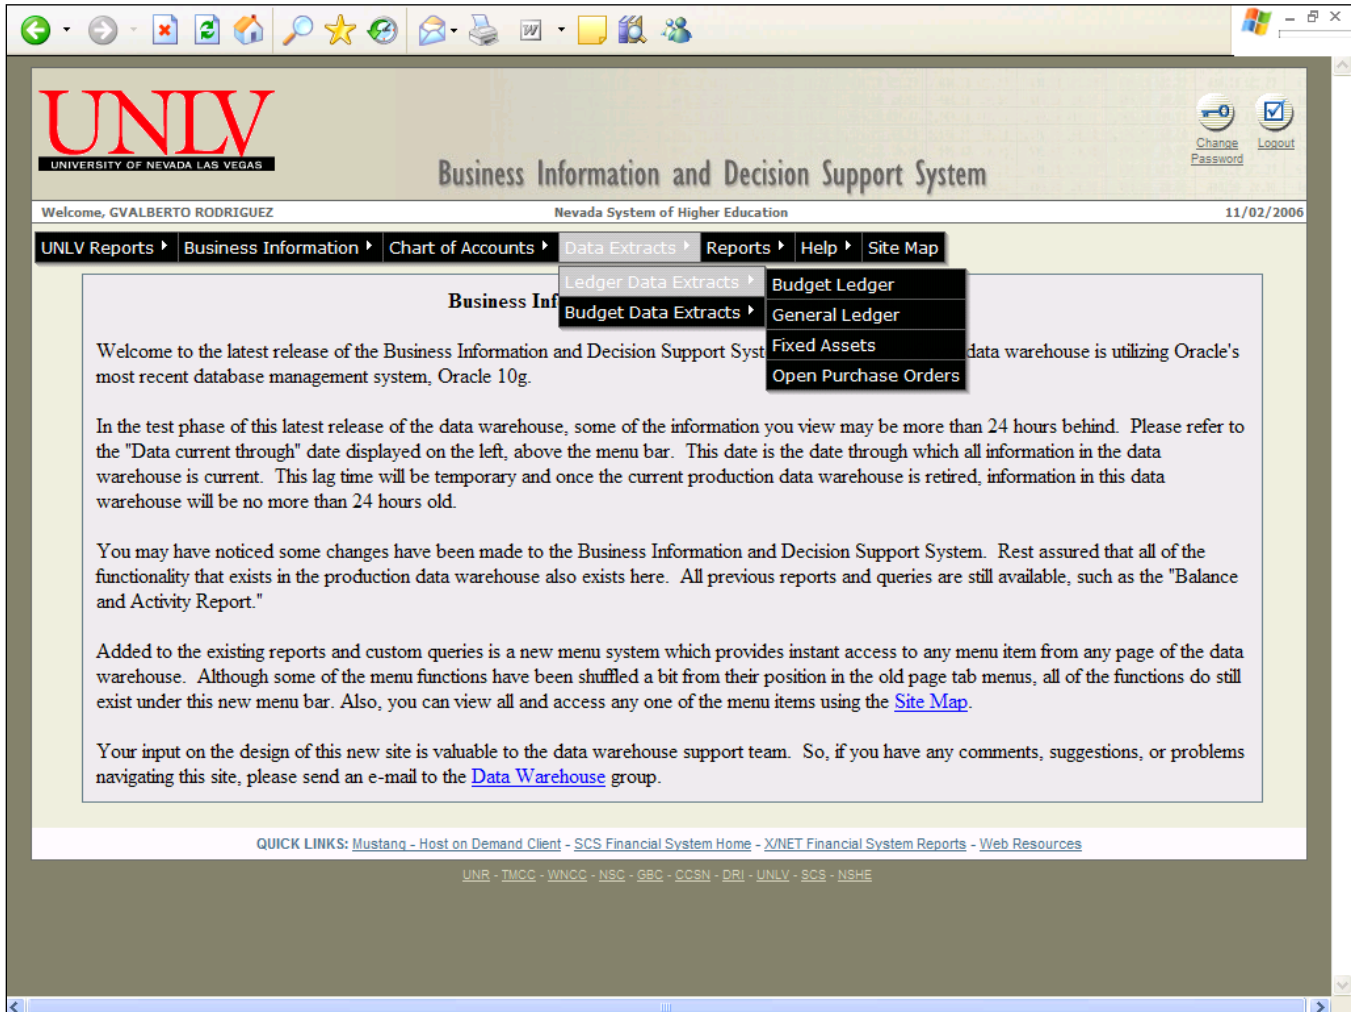 UNLV
UNIVERSITY OF NEVADA LAS VEGAS
Business Information and Decision Support System
Change Password
Logout
Welcome, GVALBERTO RODRIGUEZ
Nevada System of Higher Education
11/02/2006
UNLV Reports
Business Information
Chart of Accounts
Data Extracts
Reports
Help
Site Map
Ledger Data Extracts
Budget Data Extracts
Budget Ledger
General Ledger
Fixed Assets
Open Purchase Orders
Business Inf
Welcome to the latest release of the Business Information and Decision Support Syst data warehouse is utilizing Oracle's
most recent database management system, Oracle 10g.
In the test phase of this latest release of the data warehouse, some of the information you view may be more than 24 hours behind. Please refer to
the "Data current through" date displayed on the left, above the menu bar. This date is the date through which all information in the data
warehouse is current. This lag time will be temporary and once the current production data warehouse is retired, information in this data
warehouse will be no more than 24 hours old.
You may have noticed some changes have been made to the Business Information and Decision Support System. Rest assured that all of the
functionality that exists in the production data warehouse also exists here. All previous reports and queries are still available, such as the "Balance
and Activity Report."
Added to the existing reports and custom queries is a new menu system which provides instant access to any menu item from any page of the data
warehouse. Although some of the menu functions have been shuffled a bit from their position in the old page tab menus, all of the functions do still
exist under this new menu bar. Also, you can view all and access any one of the menu items using the Site Map.
Your input on the design of this new site is valuable to the data warehouse support team. So, if you have any comments, suggestions, or problems
navigating this site, please send an e-mail to the Data Warehouse group.
QUICK LINKS: Mustang - Host on Demand Client - SCS Financial System Home - X/NET Financial System Reports - Web Resources
UNR - TMCC - WNCC - NSC - GBC - CCSN - DRI - UNLV - SCS - NSHE